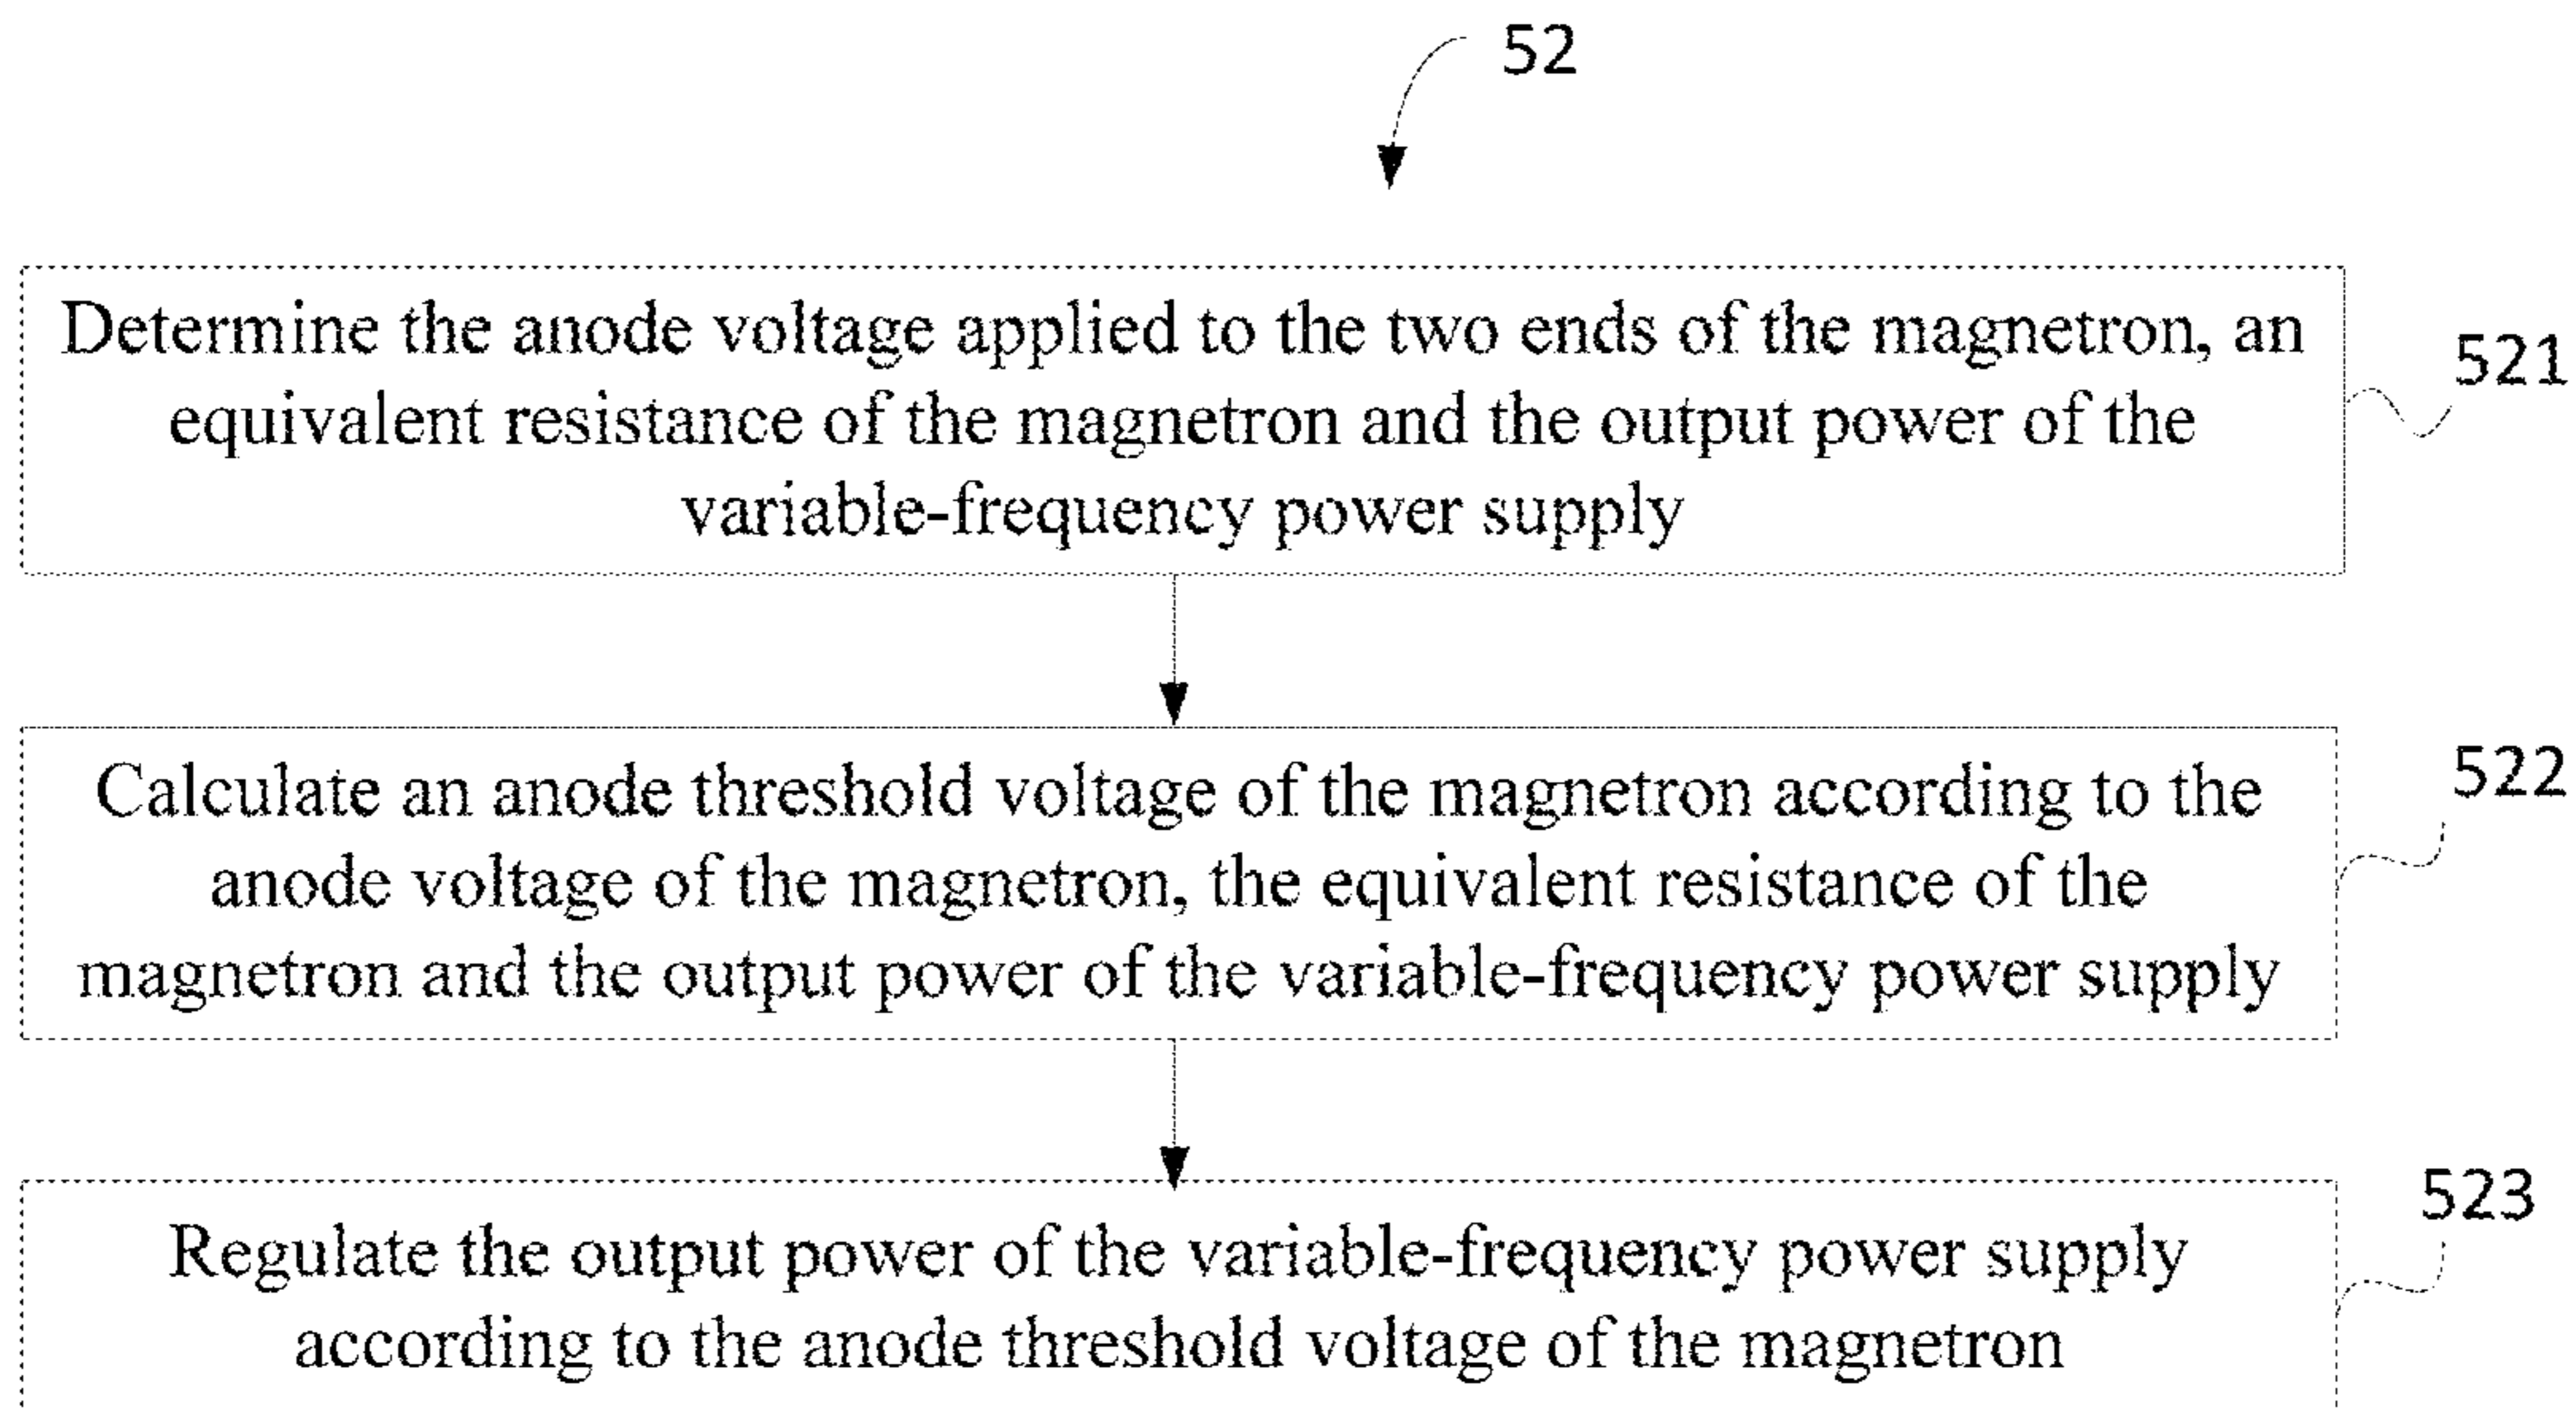 52
Determine the anode voltage applied to the two ends of the magnetron, an
equivalent resistance of the magnetron and the output power of the
variable-frequency power supply
521
Calculate an anode threshold voltage of the magnetron according to the
anode voltage of the magnetron, the equivalent resistance of the
magnetron and the output power of the variable-frequency power supply
522
Regulate the output power of the variable-frequency power supply
according to the anode threshold voltage of the magnetron
523